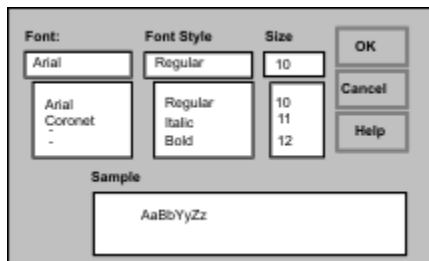 Font: Font Style Size
OK
Arial Regular 10
Cancel
Arial Regular 10
Coronet Italic 11
- Bold 12
-
Help
Sample
AaBbYyZz